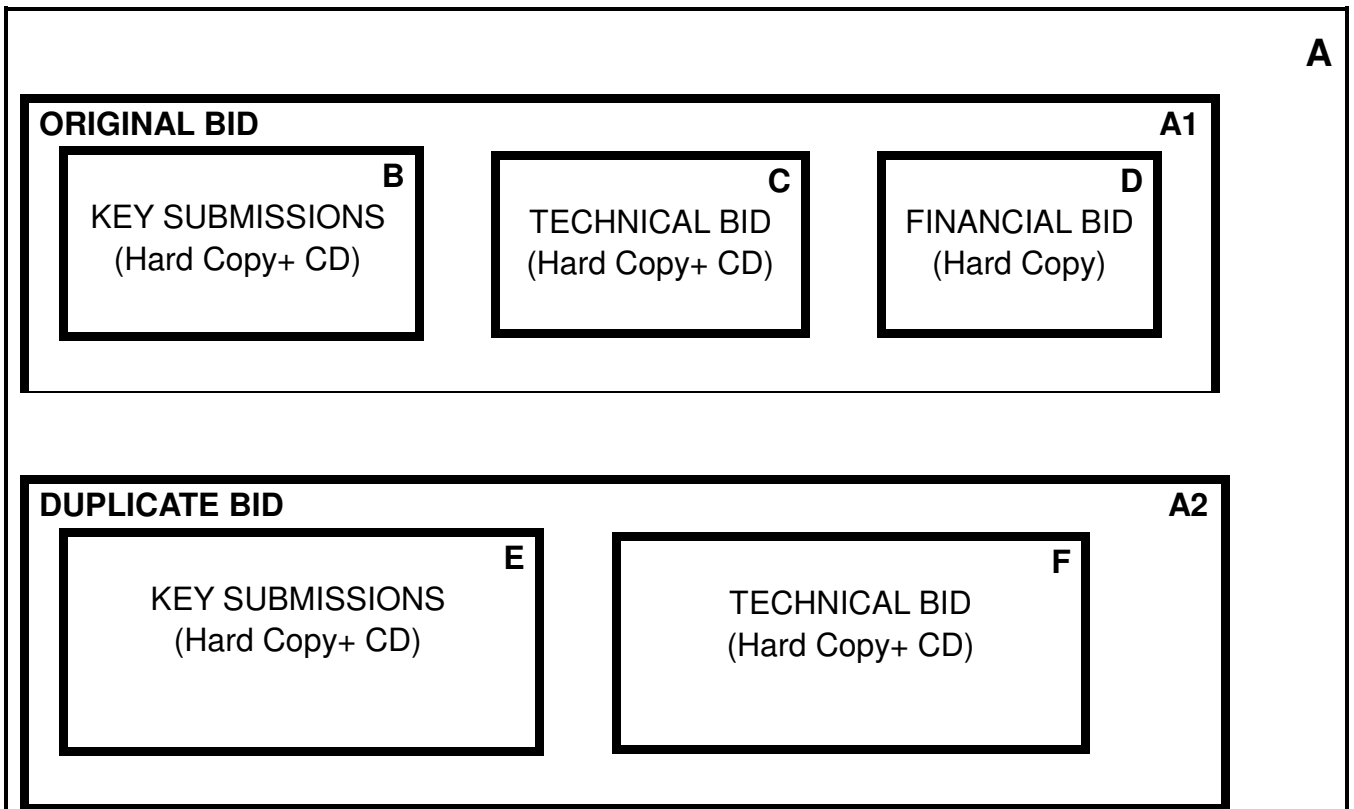 A
ORIGINAL BID A1
B
KEY SUBMISSIONS
(Hard Copy+ CD)
C
TECHNICAL BID
(Hard Copy+ CD)
D
FINANCIAL BID
(Hard Copy)
DUPLICATE BID A2
E
KEY SUBMISSIONS
(Hard Copy+ CD)
F
TECHNICAL BID
(Hard Copy+ CD)